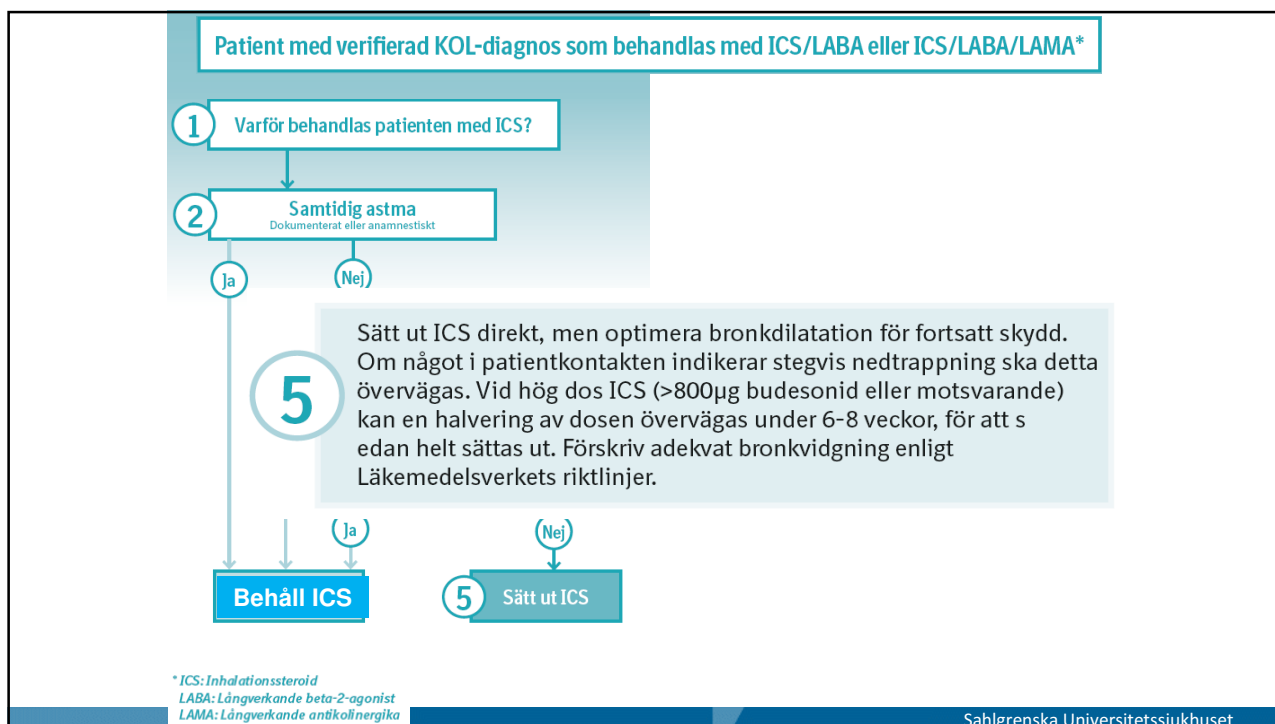 Patient med verifierad KOL-diagnos som behandlas med ICS/LABA eller ICS/LABA/LAMA*
1
Varför behandlas patienten med ICS?
2
Samtidig astma
Dokumenterat eller anamnestiskt
Ja
Nej
5
Sätt ut ICS direkt, men optimera bronkdilatation för fortsatt skydd.
Om något i patientkontakten indikerar stegvis nedtrappning ska detta
övervägas. Vid hög dos ICS (>800µg budesonid eller motsvarande)
kan en halvering av dosen övervägas under 6-8 veckor, för att s
edan helt sättas ut. Förskriv adekvat bronkvidgning enligt
Läkemedelsverkets riktlinjer.
Ja
Nej
Behåll ICS
5
Sätt ut ICS
* ICS: Inhalationssteroid
LABA: Långverkande beta-2-agonist
LAMA: Långverkande antikolinergika
Sahlgrenska Universitetssjukhuset